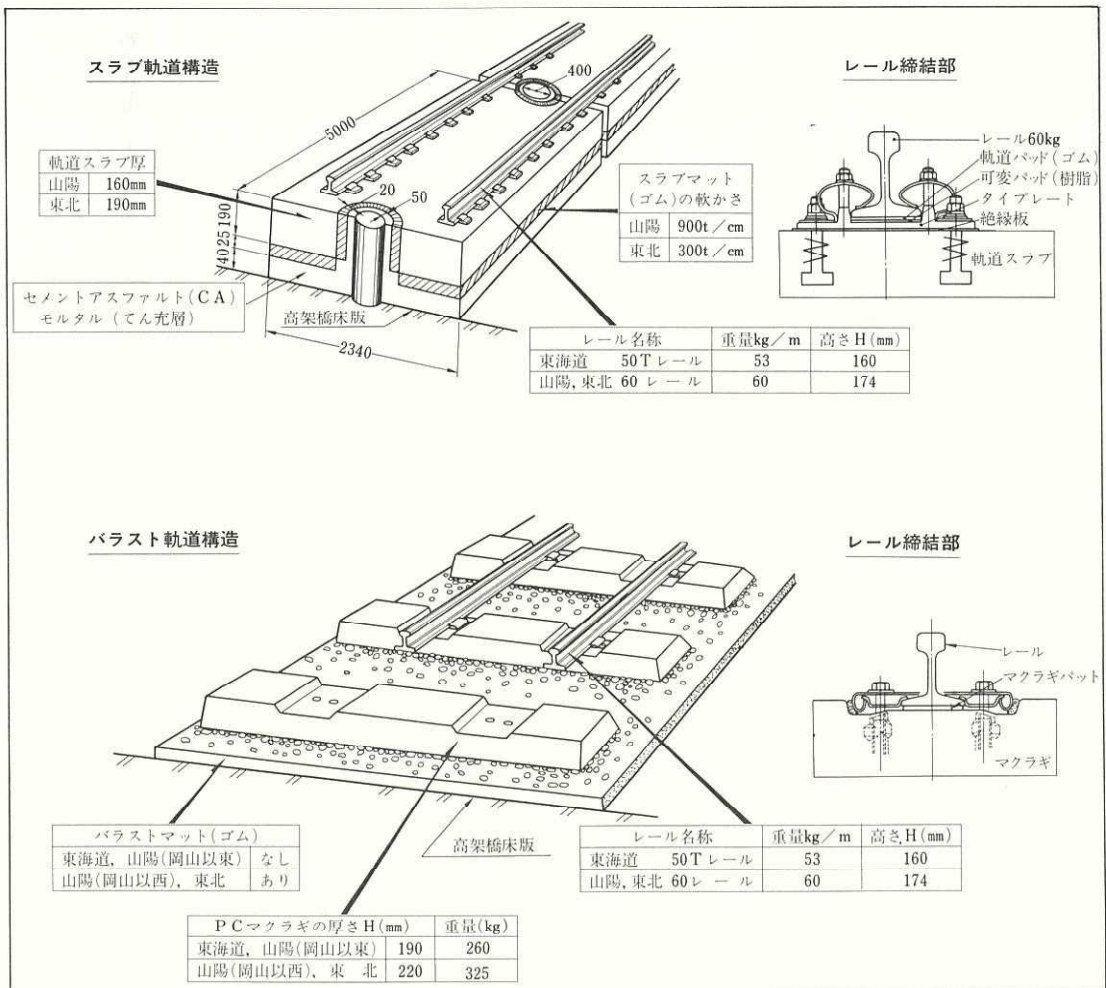 スラブ軌道構造
400
5000
20
50
軌道スラブ厚
山陽 160mm
東北 190mm
190
25
40
スラブマット
(ゴム)の軟かさ
山陽 900t/cm
東北 300t/cm
セメントアスファルト(CA)
モルタル(てん充層)
高架橋床版
2340
レール名称 重量kg/m 高さH(mm)
東海道 50Tレール 53 160
山陽,東北 60レール 60 174
レール締結部
レール60kg
軌道パッド(ゴム)
可変パッド(樹脂)
タイプレート
絶縁板
軌道スラブ
バラスト軌道構造
バラストマット(ゴム)
東海道,山陽(岡山以東) なし
山陽(岡山以西),東北 あり
高架橋床版
レール名称 重量kg/m 高さH(mm)
東海道 50Tレール 53 160
山陽,東北 60レール 60 174
PCマクラギの厚さH(mm) 重量(kg)
東海道,山陽(岡山以東) 190 260
山陽(岡山以西),東北 220 325
レール締結部
レール
マクラギパット
マクラギ